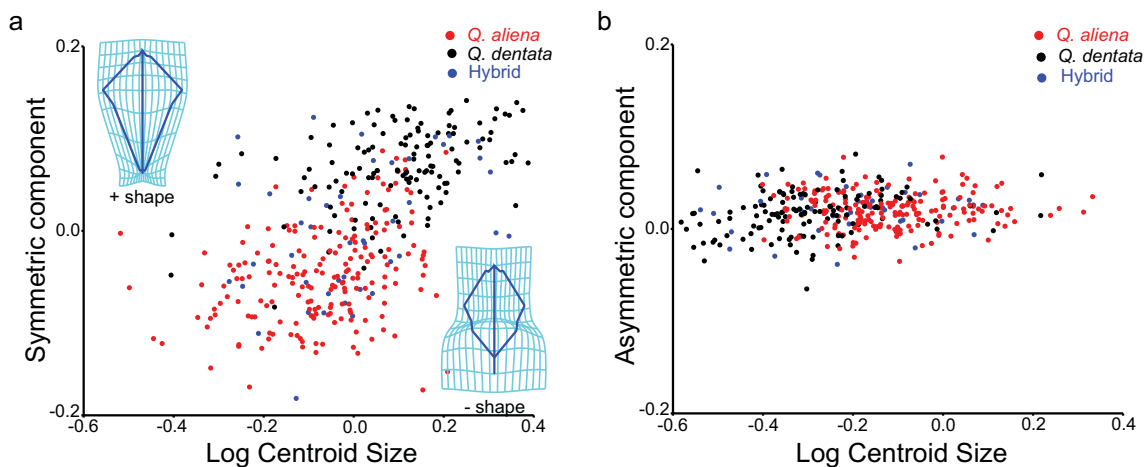 a
Q. aliena
Q. dentata
Hybrid
0.2
0.0
-0.2
Symmetric component
+ shape
- shape
-0.6 -0.4 -0.2 0.0 0.2 0.4
Log Centroid Size
b
Q. aliena
Q. dentata
Hybrid
0.2
0.0
-0.2
Asymmetric component
-0.6 -0.4 -0.2 0.0 0.2 0.4
Log Centroid Size